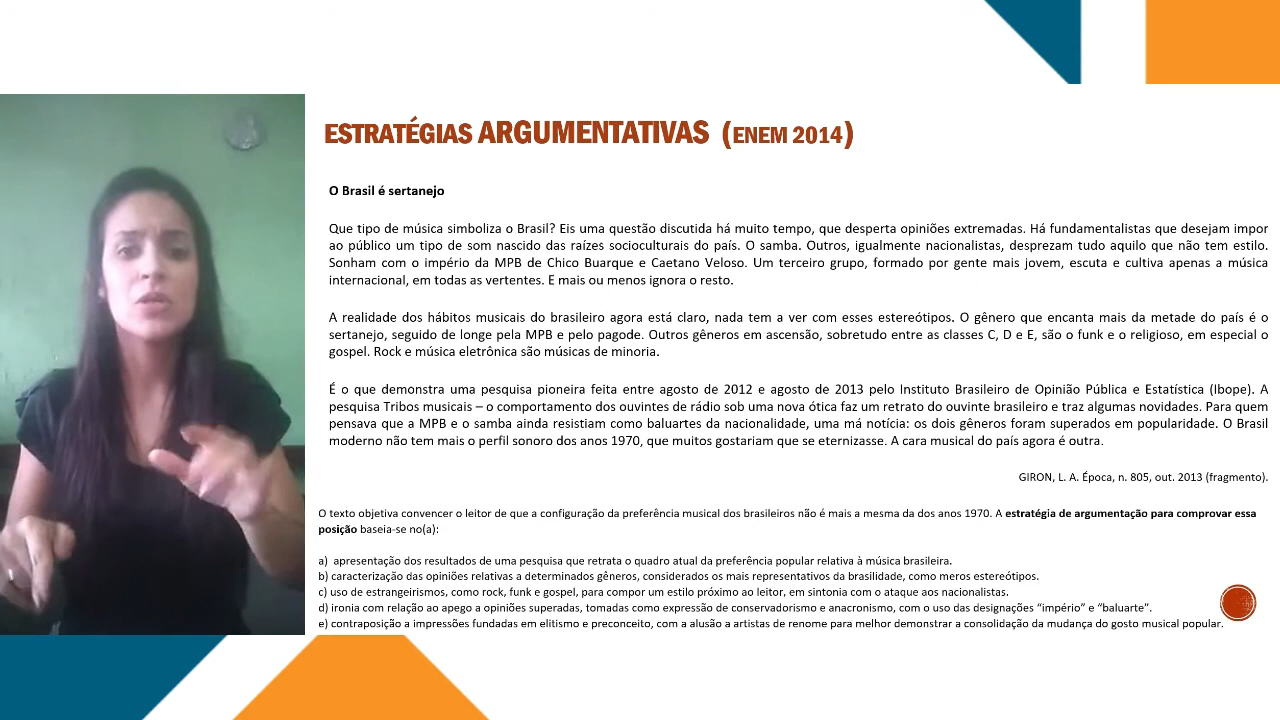 ESTRATÉGIAS ARGUMENTATIVAS (ENEM 2014)
O Brasil é sertanejo
Que tipo de música simboliza o Brasil? Eis uma questão discutida há muito tempo, que desperta opiniões extremadas. Há fundamentalistas que desejam impor
ao público um tipo de som nascido das raízes socioculturais do país. O samba. Outros, igualmente nacionalistas, desprezam tudo aquilo que não tem estilo.
Sonham com o império da MPB de Chico Buarque e Caetano Veloso. Um terceiro grupo, formado por gente mais jovem, escuta e cultiva apenas a música
internacional, em todas as vertentes. E mais ou menos ignora o resto.
A realidade dos hábitos musicais do brasileiro agora está claro, nada tem a ver com esses estereótipos. O gênero que encanta mais da metade do país é o
sertanejo, seguido de longe pela MPB e pelo pagode. Outros gêneros em ascensão, sobretudo entre as classes C, D e E, são o funk e o religioso, em especial o
gospel. Rock e música eletrônica são músicas de minoria.
É o que demonstra uma pesquisa pioneira feita entre agosto de 2012 e agosto de 2013 pelo Instituto Brasileiro de Opinião Pública e Estatística (Ibope). A
pesquisa Tribos musicais – o comportamento dos ouvintes de rádio sob uma nova ótica faz um retrato do ouvinte brasileiro e traz algumas novidades. Para quem
pensava que a MPB e o samba ainda resistiam como baluartes da nacionalidade, uma má notícia: os dois gêneros foram superados em popularidade. O Brasil
moderno não tem mais o perfil sonoro dos anos 1970, que muitos gostariam que se eternizasse. A cara musical do país agora é outra.
GIRON, L. A. Época, n. 805, out. 2013 (fragmento).
O texto objetiva convencer o leitor de que a configuração da preferência musical dos brasileiros não é mais a mesma da dos anos 1970. A estratégia de argumentação para comprovar essa
posição baseia-se no(a):
a) apresentação dos resultados de uma pesquisa que retrata o quadro atual da preferência popular relativa à música brasileira.
b) caracterização das opiniões relativas a determinados gêneros, considerados os mais representativos da brasilidade, como meros estereótipos.
c) uso de estrangeirismos, como rock, funk e gospel, para compor um estilo próximo ao leitor, em sintonia com o ataque aos nacionalistas.
d) ironia com relação ao apego a opiniões superadas, tomadas como expressão de conservadorismo e anacronismo, com o uso das designações “império” e “baluarte”.
e) contraposição a impressões fundadas em elitismo e preconceito, com a alusão a artistas de renome para melhor demonstrar a consolidação da mudança do gosto musical popular.